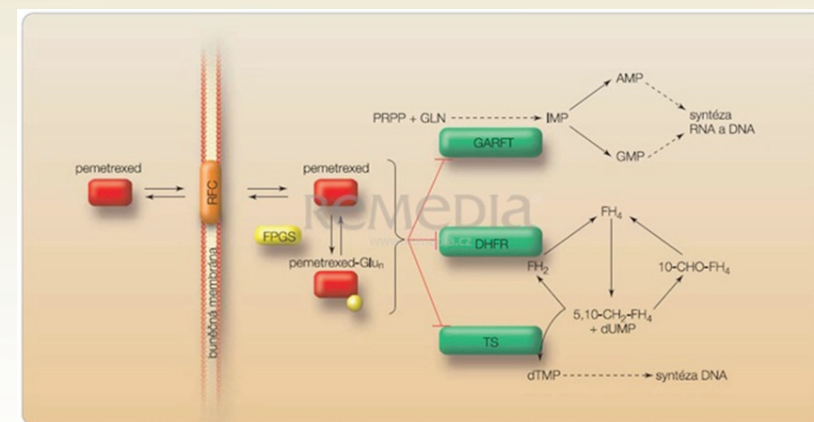 pemetrexed
RFC
buněčná membrána
pemetrexed
FPGS
pemetrexed-Gluₙ
PRPP + GLN
IMP
AMP
GMP
syntéza
RNA a DNA
GARFT
DHFR
TS
FH₂
FH₄
10-CHO-FH₄
5,10-CH₂-FH₄
+ dUMP
dTMP
syntéza DNA
REMEDIA